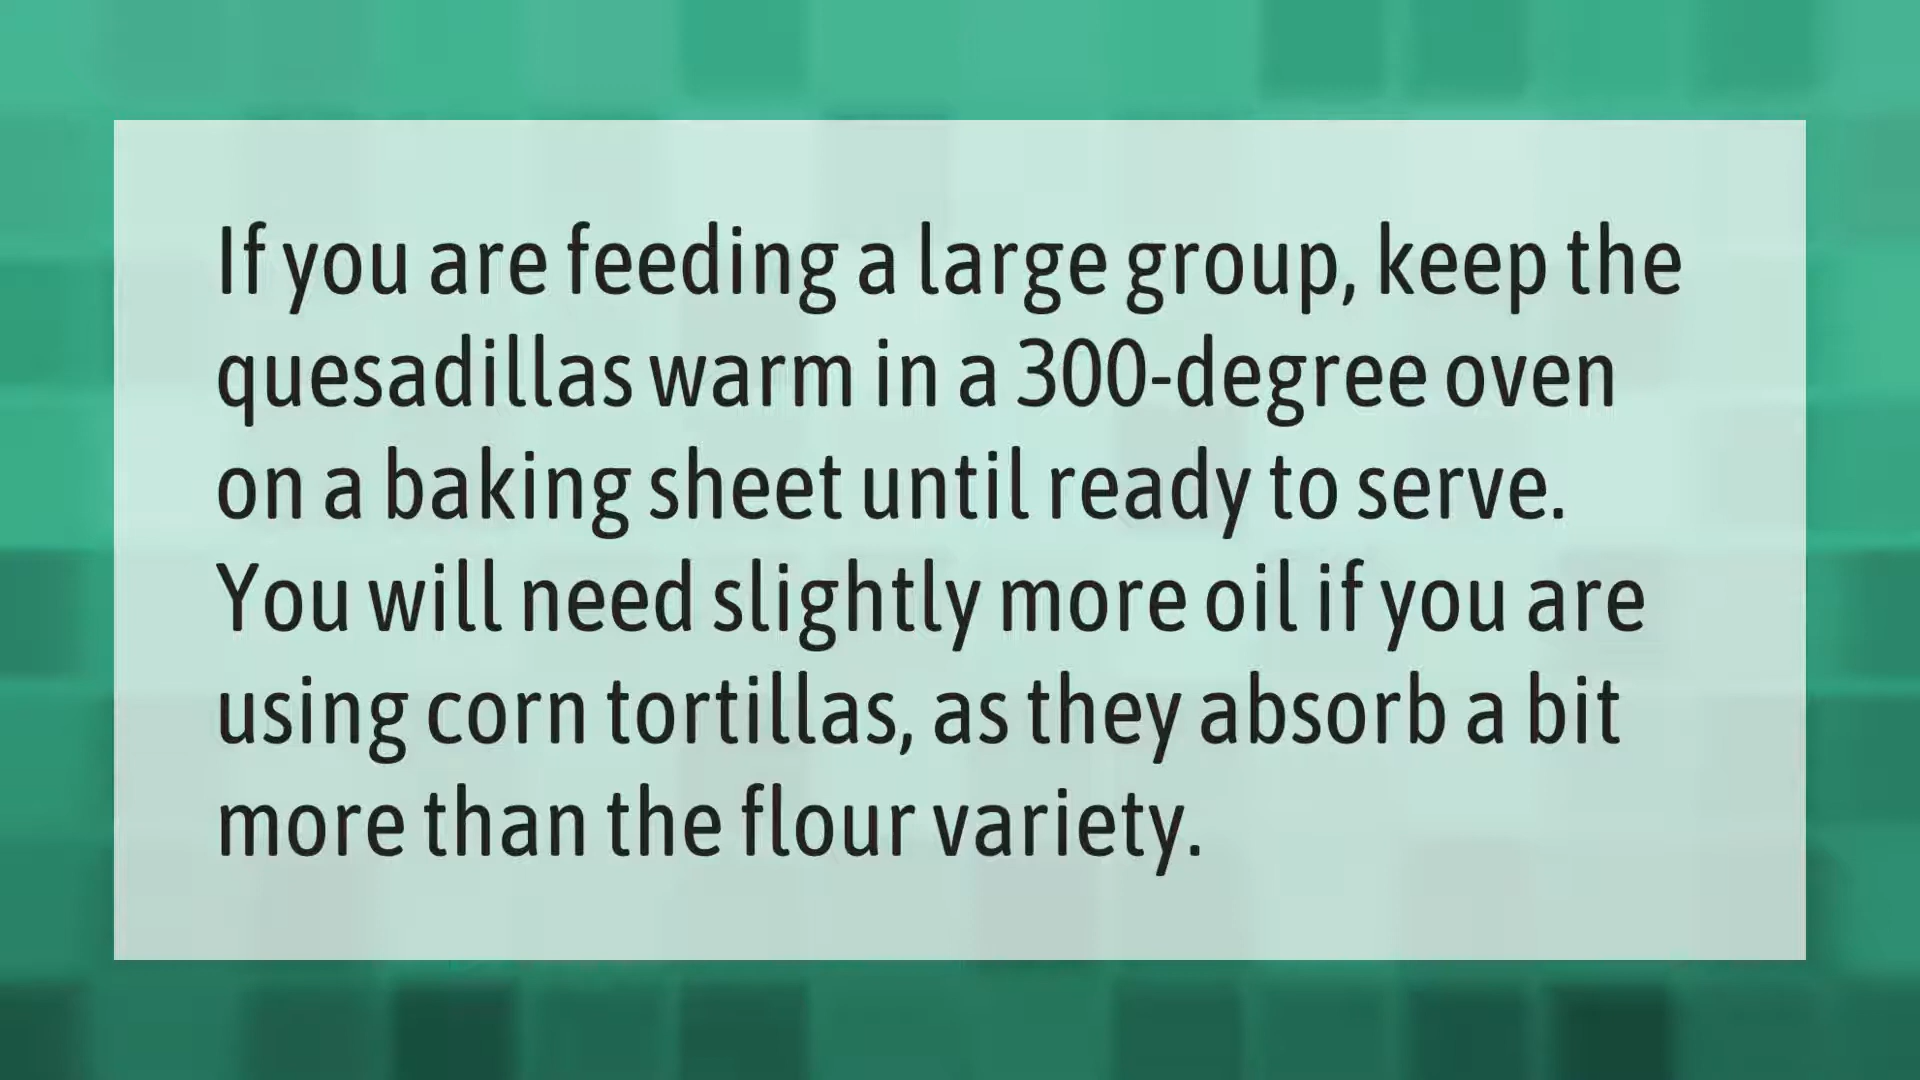 If you are feeding a large group, keep the
quesadillas warm in a 300-degree oven
on a baking sheet until ready to serve.
You will need slightly more oil if you are
using corn tortillas, as they absorb a bit
more than the flour variety.